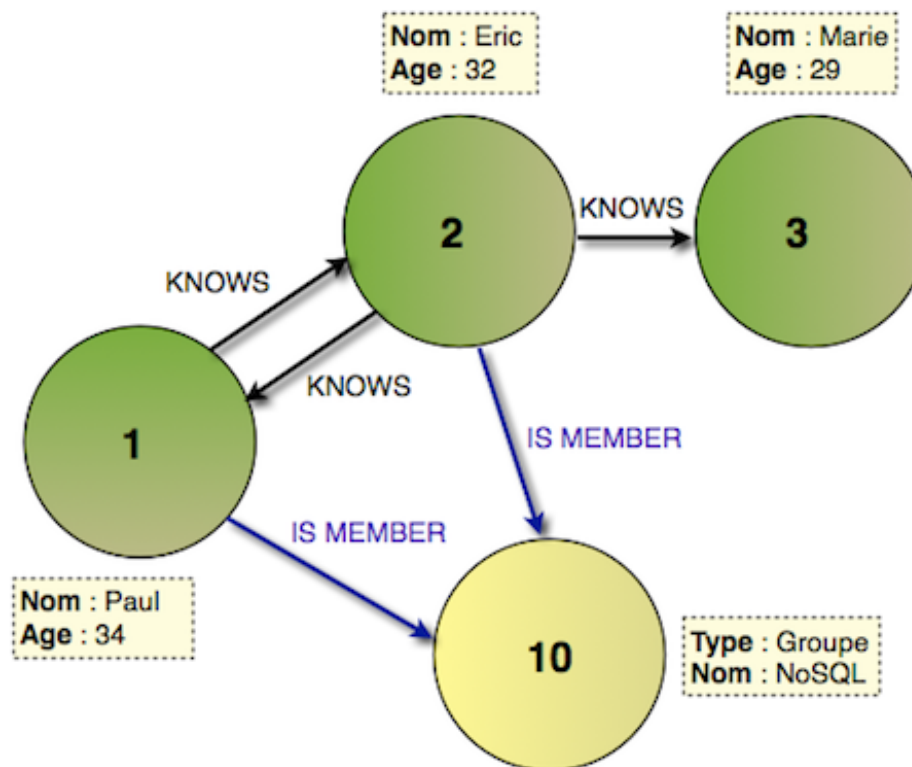 Nom : Eric
Age : 32
Nom : Marie
Age : 29
2
KNOWS
3
KNOWS
KNOWS
1
IS MEMBER
IS MEMBER
Nom : Paul
Age : 34
10
Type : Groupe
Nom : NoSQL